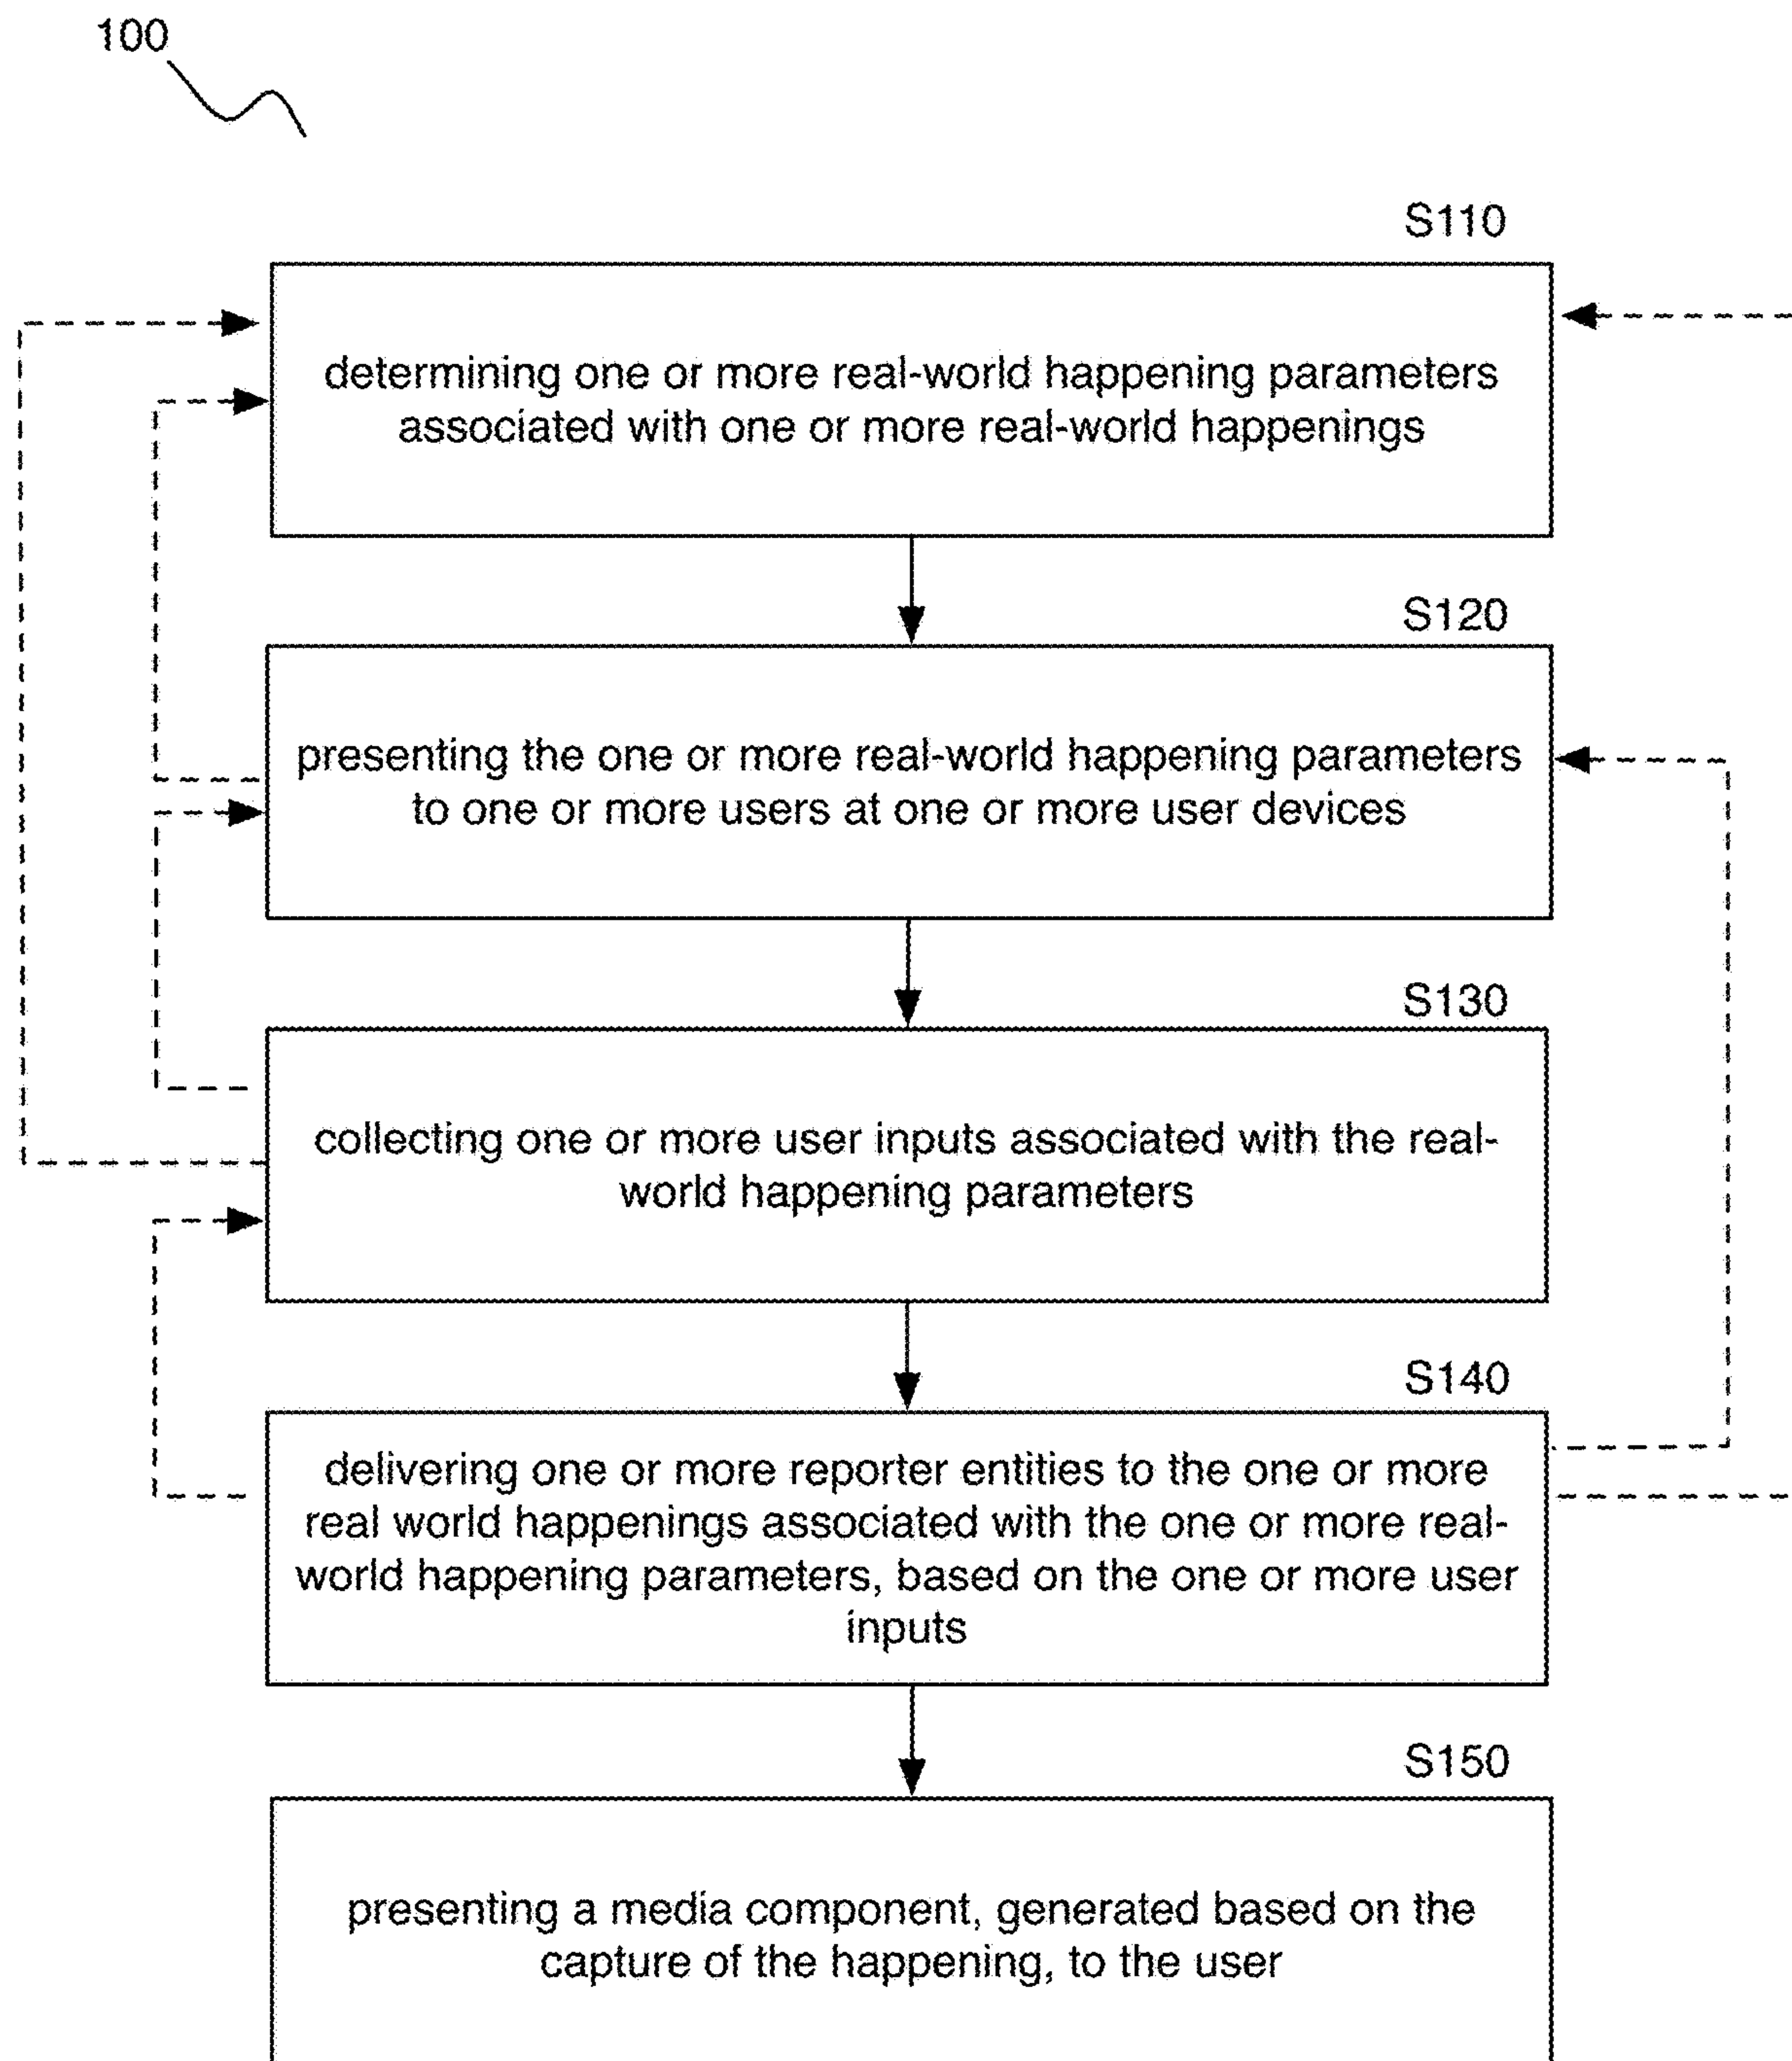 100
S110
determining one or more real-world happening parameters
associated with one or more real-world happenings
S120
presenting the one or more real-world happening parameters
to one or more users at one or more user devices
S130
collecting one or more user inputs associated with the real-
world happening parameters
S140
delivering one or more reporter entities to the one or more
real world happenings associated with the one or more real-
world happening parameters, based on the one or more user
inputs
S150
presenting a media component, generated based on the
capture of the happening, to the user